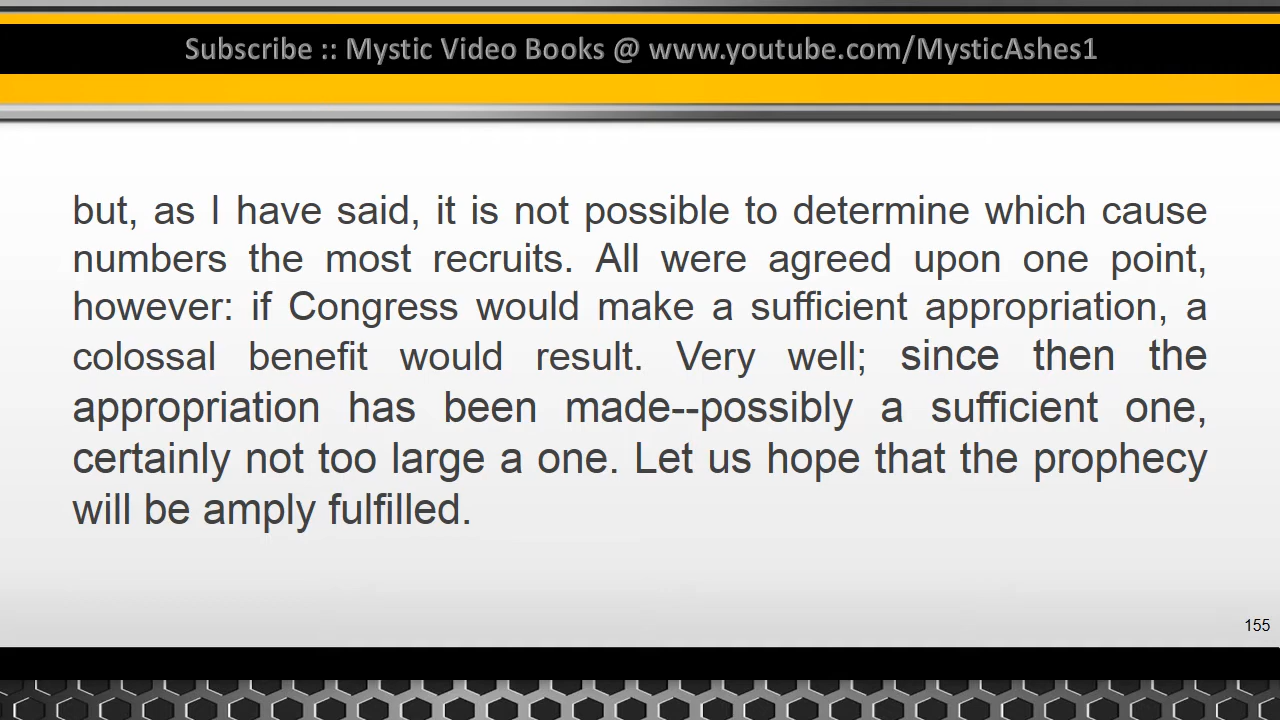 Subscribe :: Mystic Video Books @ www.youtube.com/MysticAshes1
but, as I have said, it is not possible to determine which cause
numbers the most recruits. All were agreed upon one point,
however: if Congress would make a sufficient appropriation, a
colossal benefit would result. Very well; since then the
appropriation has been made--possibly a sufficient one,
certainly not too large a one. Let us hope that the prophecy
will be amply fulfilled.
155